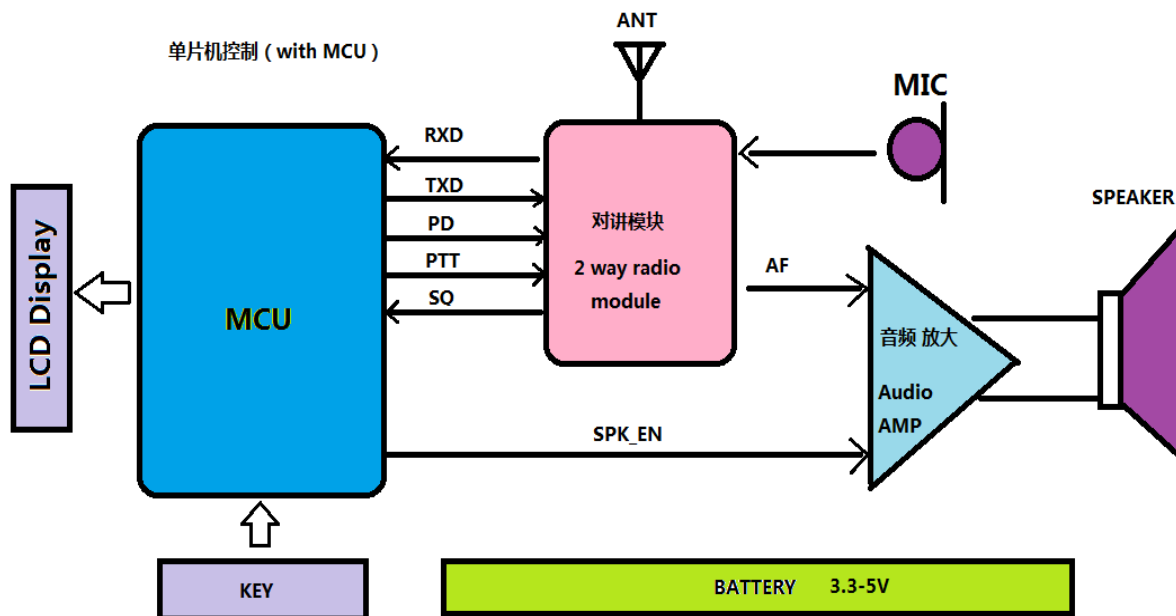 ANT
单片机控制（with MCU）
MIC
RXD
TXD
PD
PTT
SQ
对讲模块
2 way radio
module
SPEAKER
AF
LCD Display
MCU
音频 放大
Audio
AMP
SPK_EN
KEY
BATTERY 3.3-5V